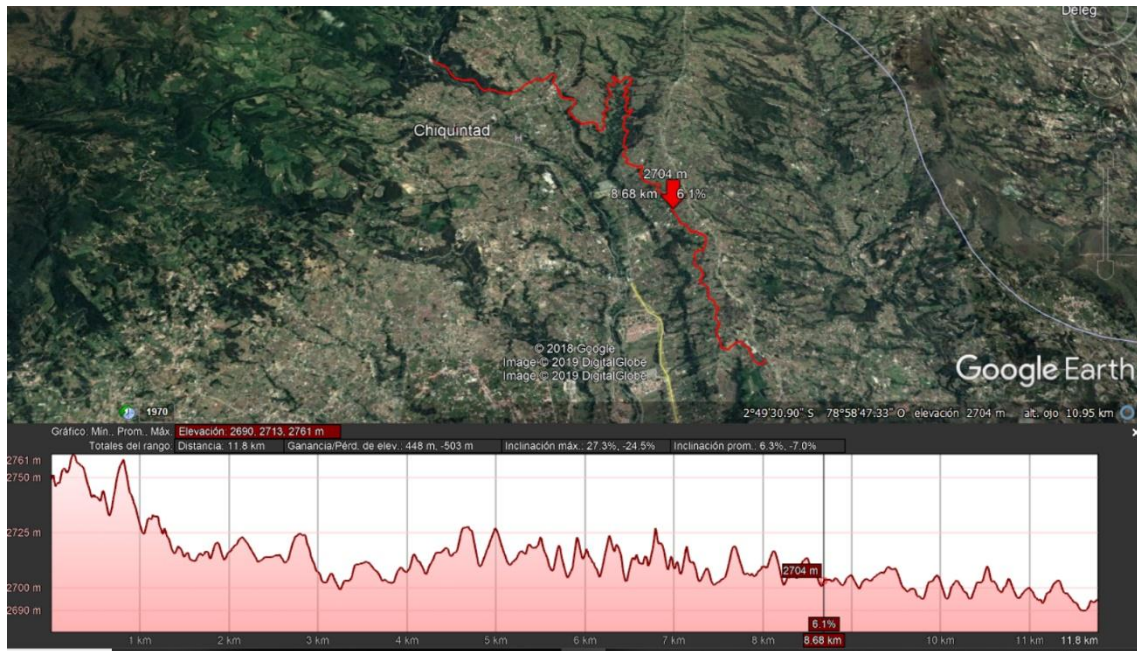 Deleg
Chiquintad
2704 m
8.68 km 6.1%
© 2018 Google
Image © 2019 DigitalGlobe
Image © 2019 DigitalGlobe
Google Earth
1970
2°49'30.90" S 78°58'47.33" O elevación 2704 m alt. ojo 10.95 km
Gráfico: Mín., Prom., Máx. Elevación: 2690, 2713, 2761 m
Totales del rango: Distancia: 11.8 km Ganancia/Pérd. de elev.: 448 m, -503 m Inclinación máx.: 27.3%, -24.5% Inclinación prom.: 6.3%, -7.0%
2761 m
2750 m
2725 m
2704 m
2700 m
2690 m
6.1%
1 km 2 km 3 km 4 km 5 km 6 km 7 km 8 km 8.68 km 10 km 11 km 11.8 km